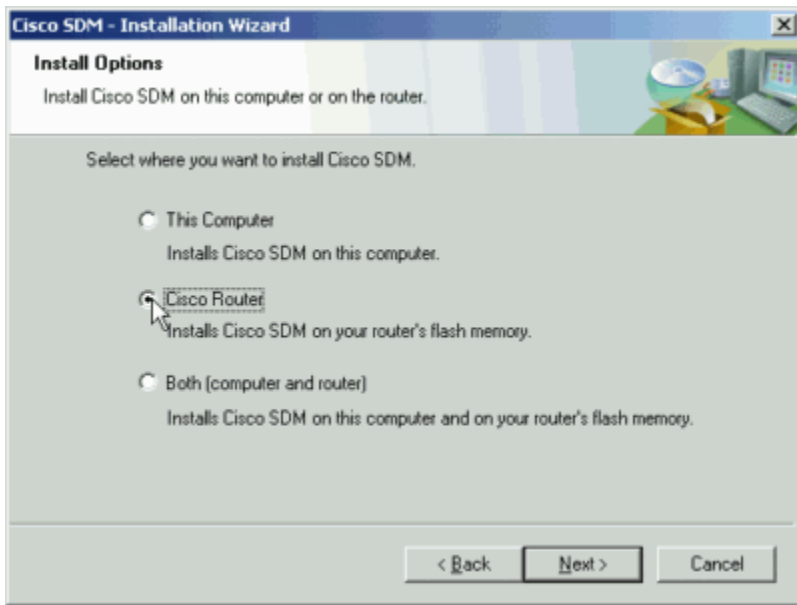 Cisco SDM - Installation Wizard
Install Options
Install Cisco SDM on this computer or on the router.
Select where you want to install Cisco SDM.
This Computer
Installs Cisco SDM on this computer.
Cisco Router
Installs Cisco SDM on your router's flash memory.
Both (computer and router)
Installs Cisco SDM on this computer and on your router's flash memory.
< Back
Next >
Cancel